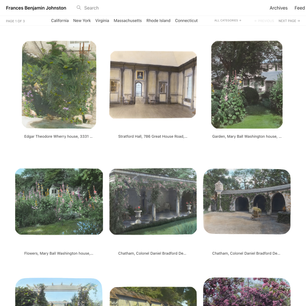 Frances Benjamin Johnston
Search
Archives
Feed
PAGE 1 OF 3
California New York Virginia Massachusetts Rhode Island Connecticut
ALL CATEGORIES
NEXT PAGE
Edgar Theodore Wherry house, 5331 ...
Stratford Hall, 786 Great House Road,...
Garden, Mary Ball Washington house,...
Flowers, Mary Ball Washington house,...
Chatham, Colonel Daniel Bradford De...
Chatham, Colonel Daniel Bradford De...